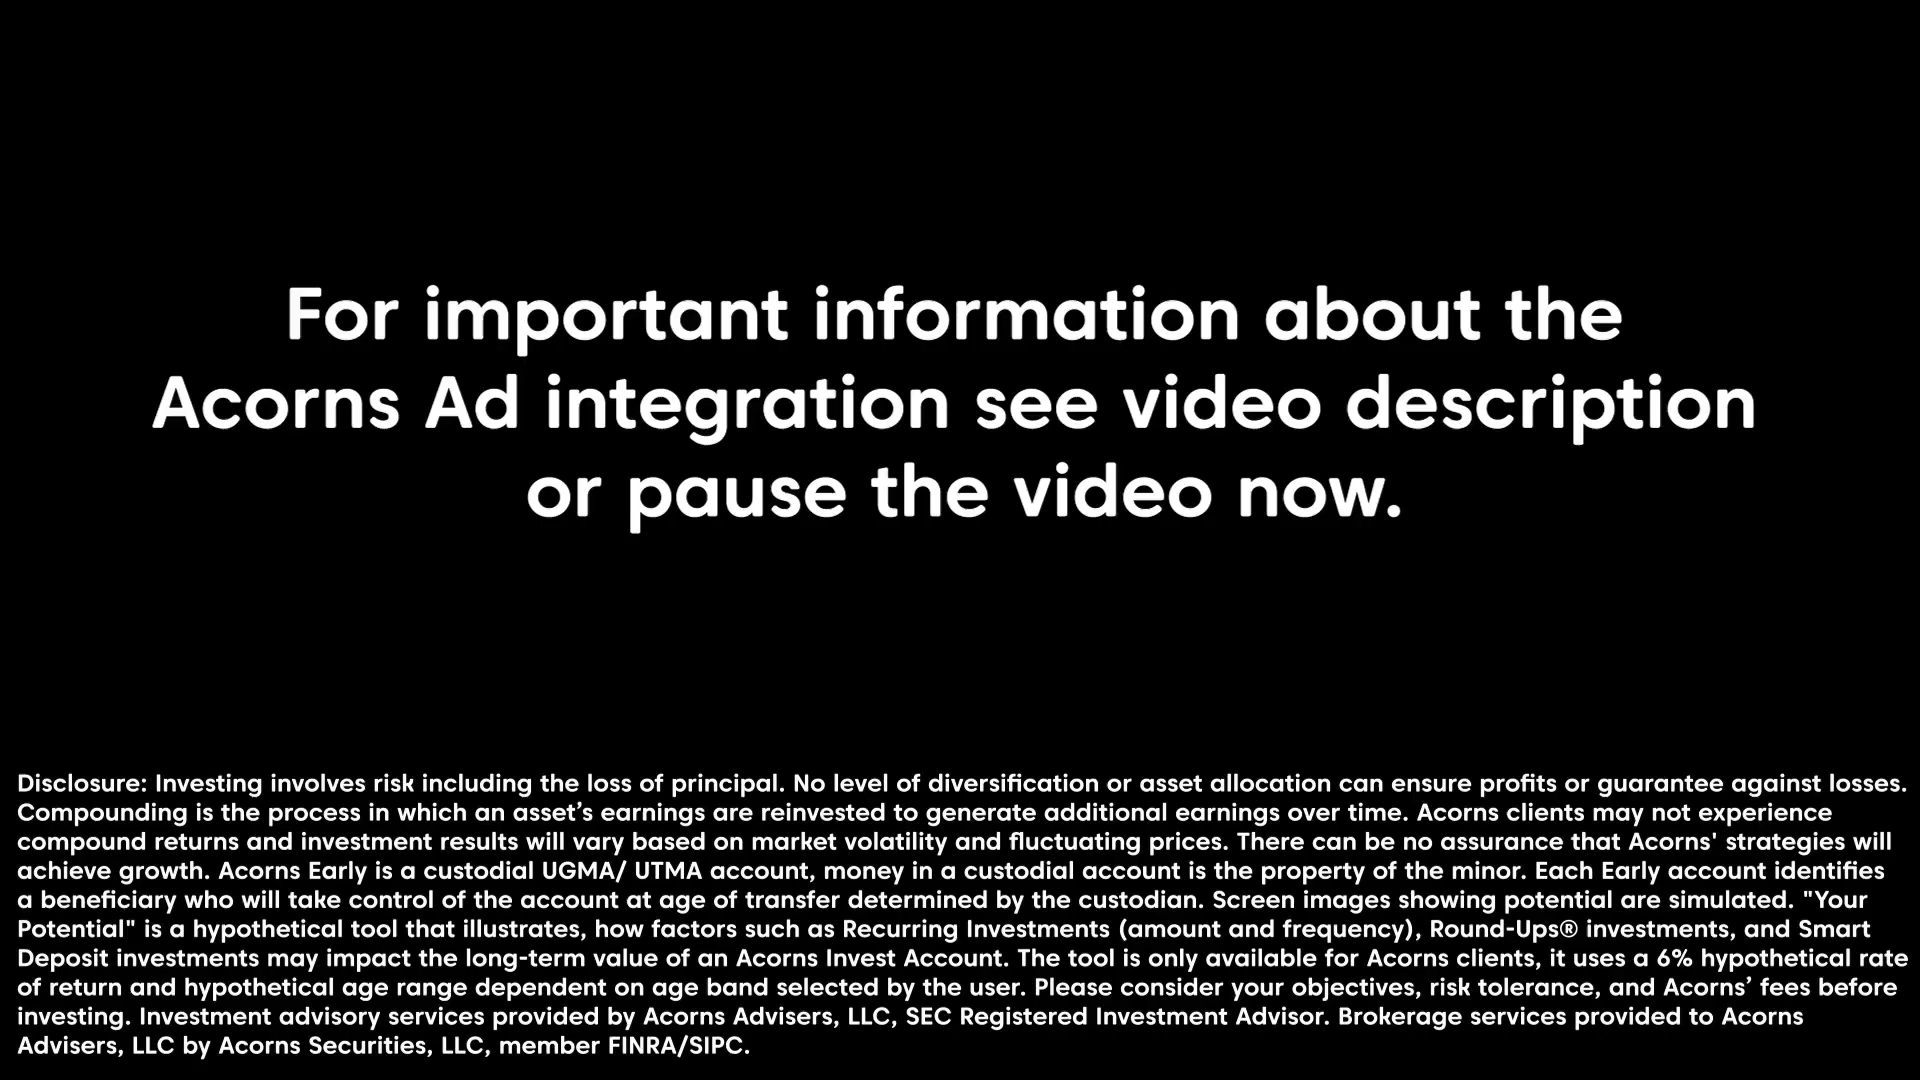 For important information about the
Acorns Ad integration see video description
or pause the video now.
Disclosure: Investing involves risk including the loss of principal. No level of diversification or asset allocation can ensure profits or guarantee against losses.
Compounding is the process in which an asset’s earnings are reinvested to generate additional earnings over time. Acorns clients may not experience
compound returns and investment results will vary based on market volatility and fluctuating prices. There can be no assurance that Acorns' strategies will
achieve growth. Acorns Early is a custodial UGMA/ UTMA account, money in a custodial account is the property of the minor. Each Early account identifies
a beneficiary who will take control of the account at age of transfer determined by the custodian. Screen images showing potential are simulated. "Your
Potential" is a hypothetical tool that illustrates, how factors such as Recurring Investments (amount and frequency), Round-Ups® investments, and Smart
Deposit investments may impact the long-term value of an Acorns Invest Account. The tool is only available for Acorns clients, it uses a 6% hypothetical rate
of return and hypothetical age range dependent on age band selected by the user. Please consider your objectives, risk tolerance, and Acorns’ fees before
investing. Investment advisory services provided by Acorns Advisers, LLC, SEC Registered Investment Advisor. Brokerage services provided to Acorns
Advisers, LLC by Acorns Securities, LLC, member FINRA/SIPC.